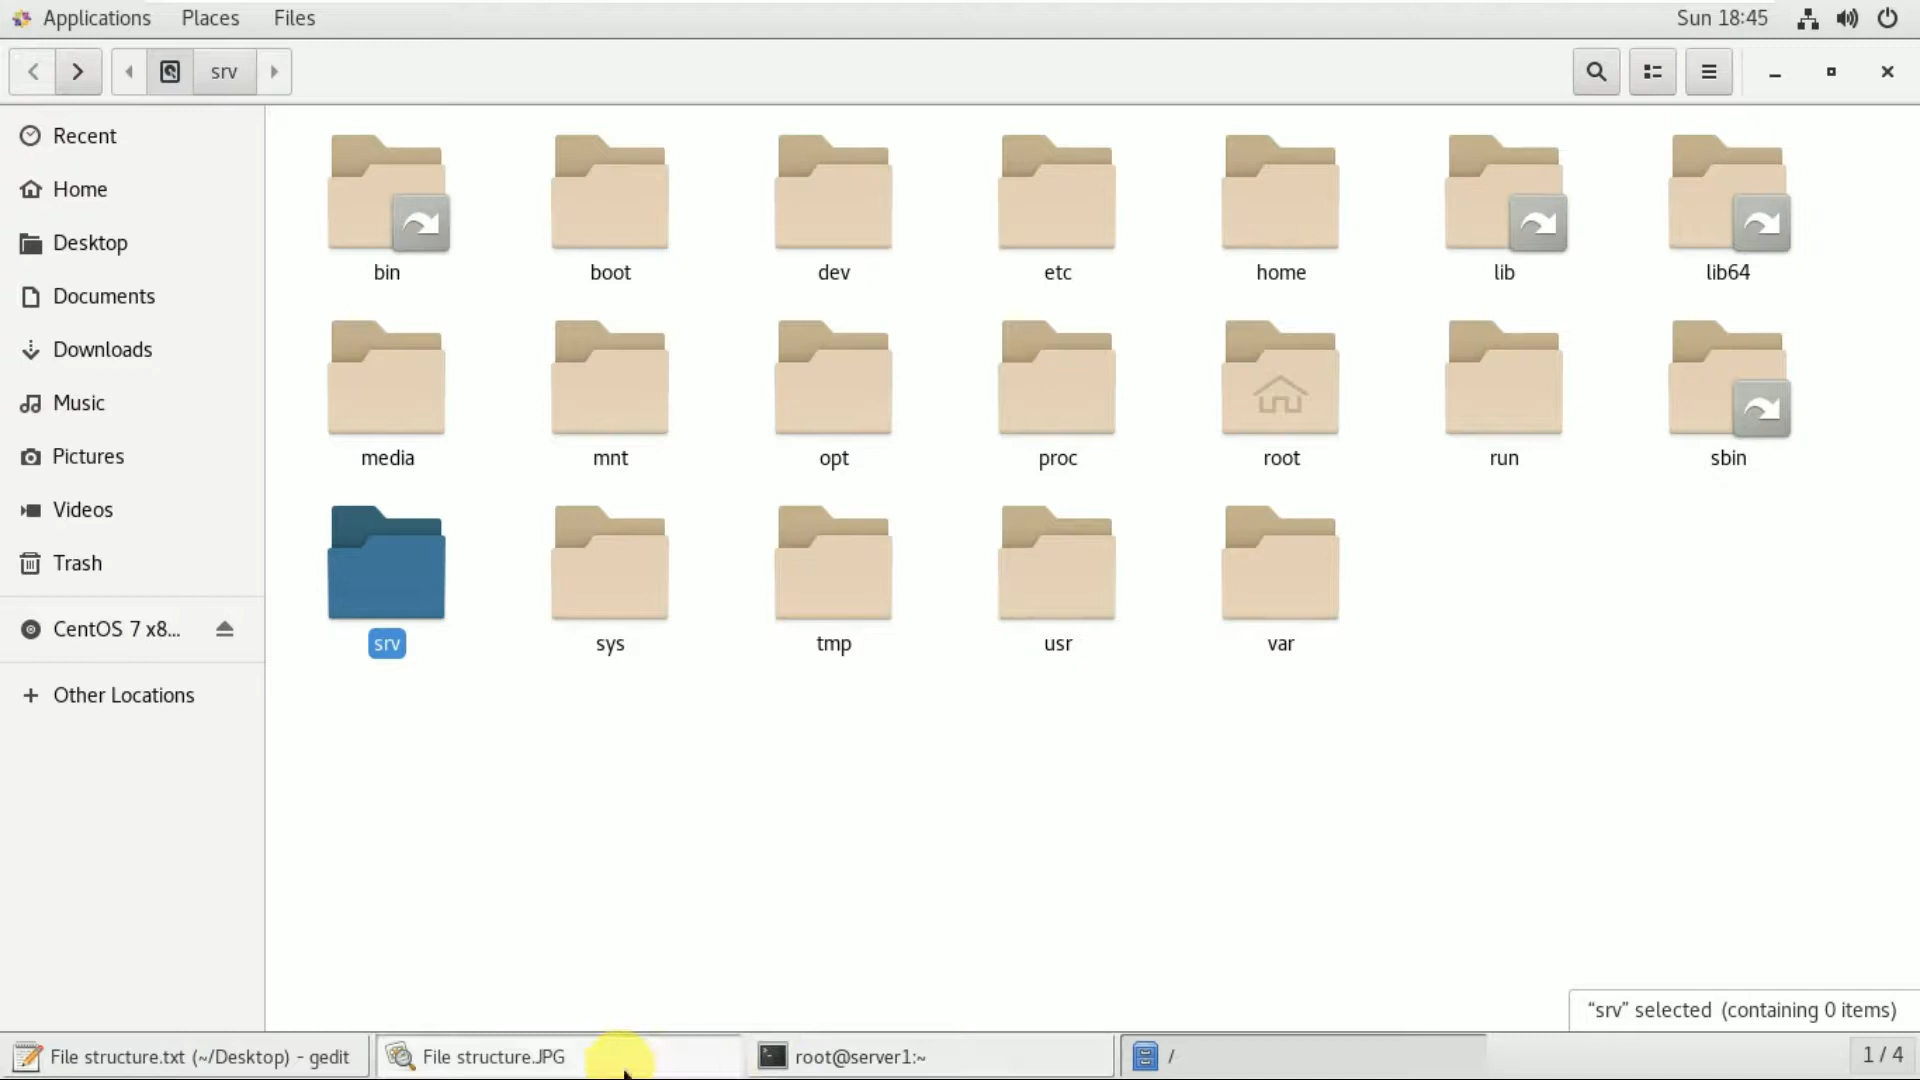 Applications Places Files Sun 18:45
srv
Recent
Home
Desktop
Documents
Downloads
Music
Pictures
Videos
Trash
CentOS 7 x8...
Other Locations
bin boot dev etc home lib lib64
media mnt opt proc root run sbin
srv sys tmp usr var
“srv” selected (containing 0 items)
File structure.txt (~/Desktop) - gedit File structure.JPG root@server1:~ / 1 / 4